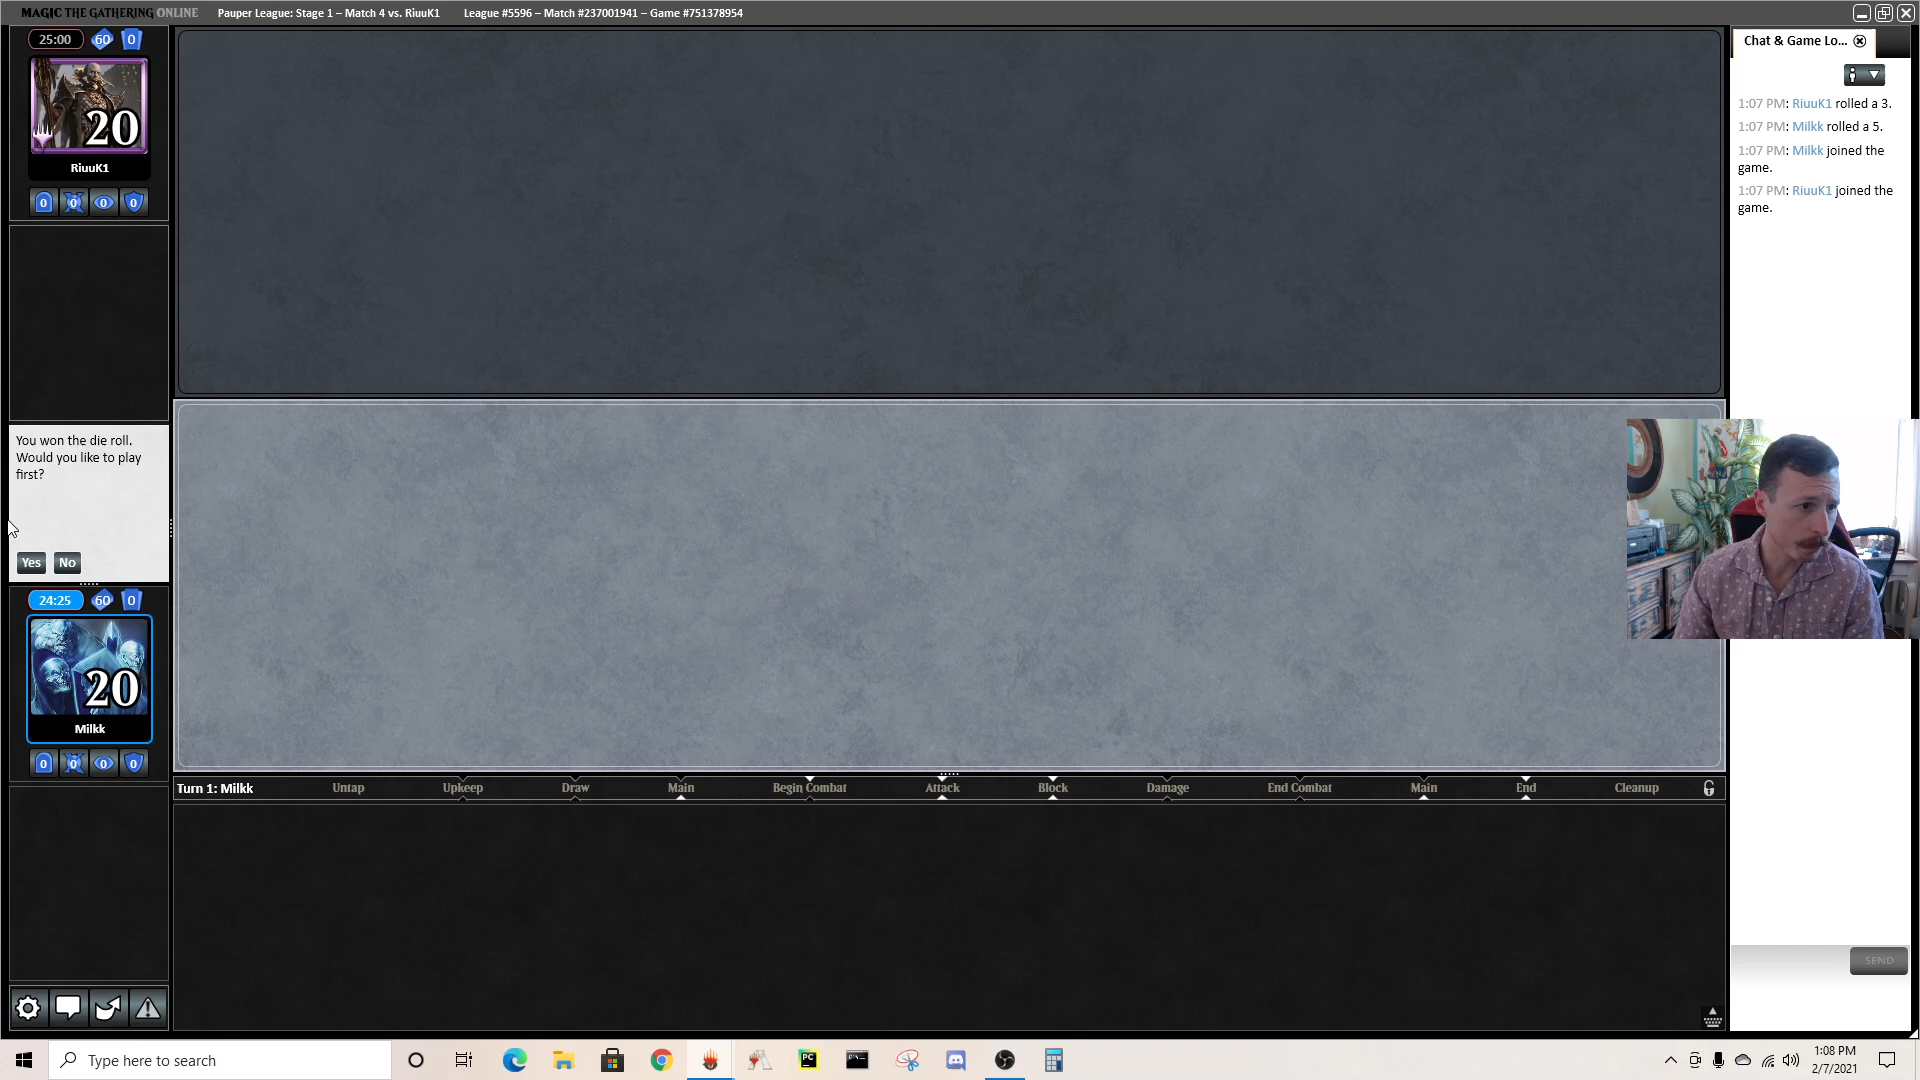 MAGIC THE GATHERING ONLINE Pauper League: Stage 1 – Match 4 vs. RiuuK1 League #5596 – Match #237001941 – Game #751378954
25:00 60 0
20
RiuuK1
0 0 0 0
You won the die roll.
Would you like to play
first?
Yes No
24:25 60 0
20
Milkk
0 0 0 0
Turn 1: Milkk Untap Upkeep Draw Main Begin Combat Attack Block Damage End Combat Main End Cleanup
Chat & Game Lo...
1:07 PM: RiuuK1 rolled a 3.
1:07 PM: Milkk rolled a 5.
1:07 PM: Milkk joined the
game.
1:07 PM: RiuuK1 joined the
game.
SEND
Type here to search
PC
1:08 PM
2/7/2021